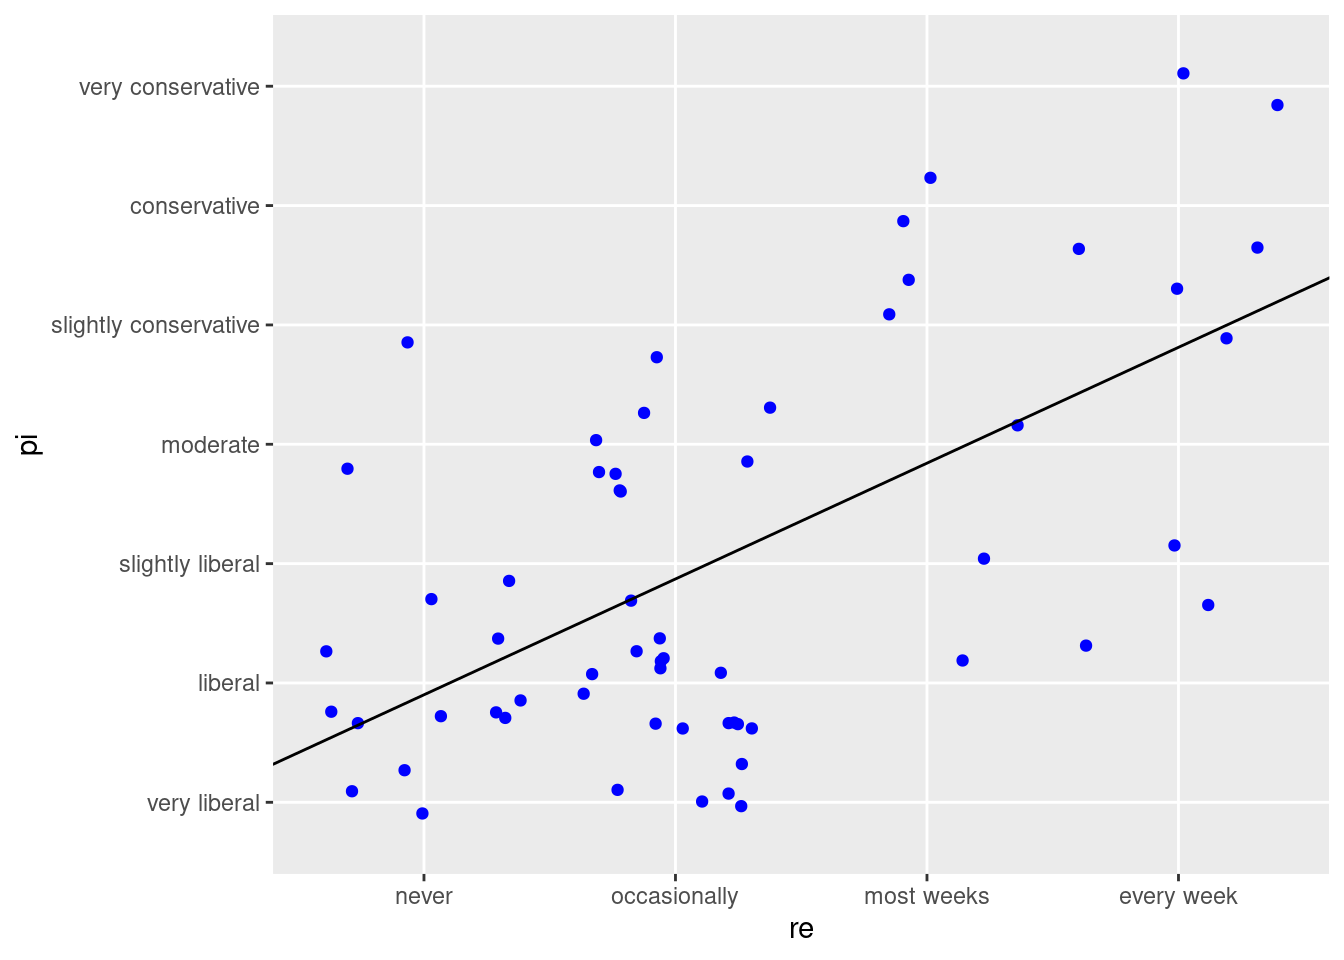 very conservative
conservative
slightly conservative
moderate
slightly liberal
liberal
very liberal
pi
never
occasionally
most weeks
every week
re